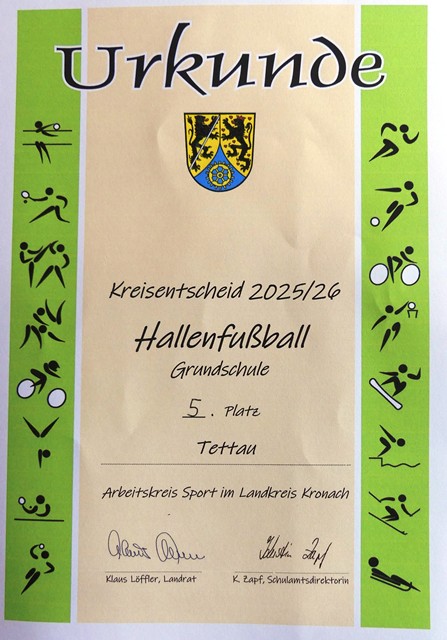 Urkunde
Kreisentscheid 2025/26
Hallenfußball
Grundschule
5. Platz
Tettau
Arbeitskreis Sport im Landkreis Kronach
Klaus Löffler, Landrat
K. Zapf, Schulamtsdirektorin